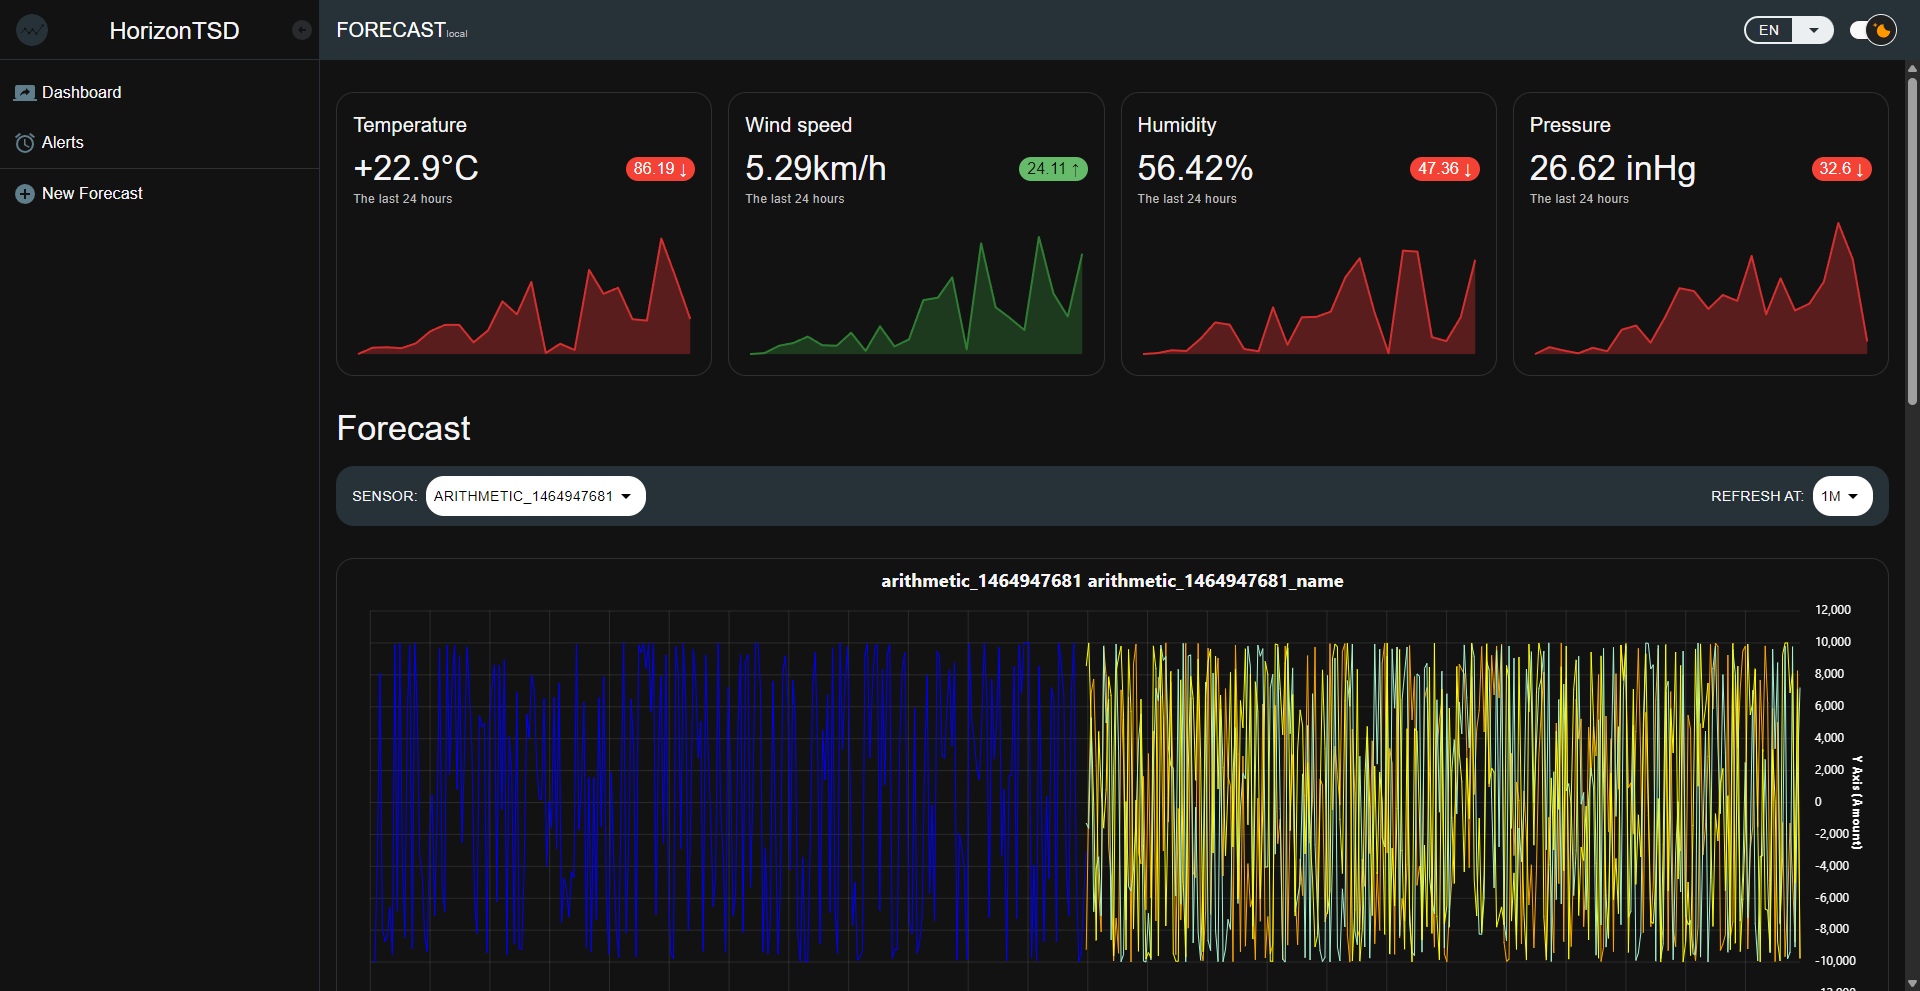 HorizonTSD
Dashboard
Alerts
New Forecast
FORECASTlocal
EN
Temperature
+22.9°C
86.19 ↓
The last 24 hours
Wind speed
5.29km/h
24.11 ↑
The last 24 hours
Humidity
56.42%
47.36 ↓
The last 24 hours
Pressure
26.62 inHg
32.6 ↓
The last 24 hours
Forecast
SENSOR:
ARITHMETIC_1464947681
REFRESH AT:
1M
arithmetic_1464947681 arithmetic_1464947681_name
12,000
10,000
8,000
6,000
4,000
2,000
0
-2,000
-4,000
-6,000
-8,000
-10,000
Y Axis (Amount)